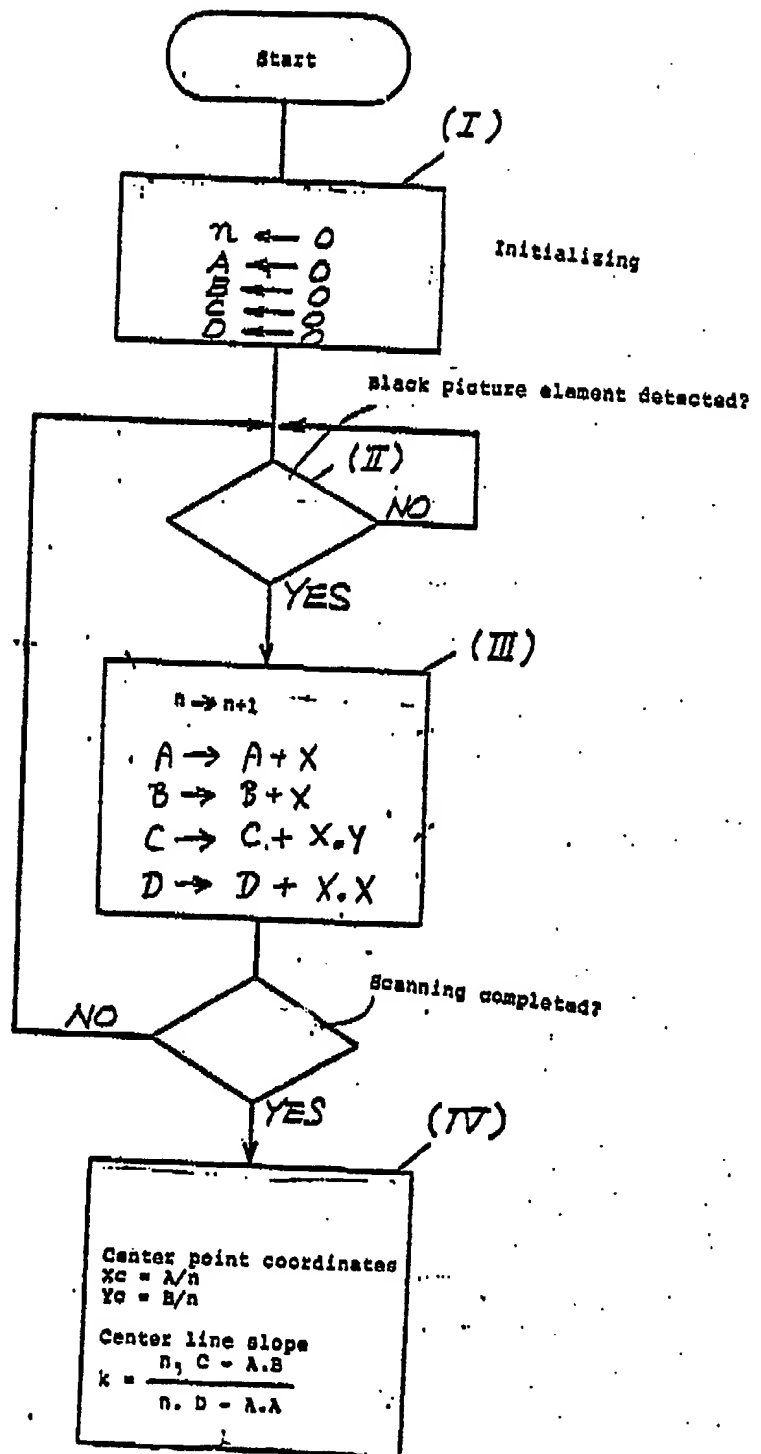 Start
(I)
n ← 0
A ← 0
B ← 0
C ← 0
D ← 0
Initializing
Black picture element detected?
(II)
NO
YES
(III)
n → n+1
A → A + X
B → B + X
C → C + X.Y
D → D + X.X
Scanning completed?
NO
YES
(IV)
Center point coordinates
Xc = A/n
Yc = B/n
Center line slope
n, C - A.B
k =
n. D - A.A